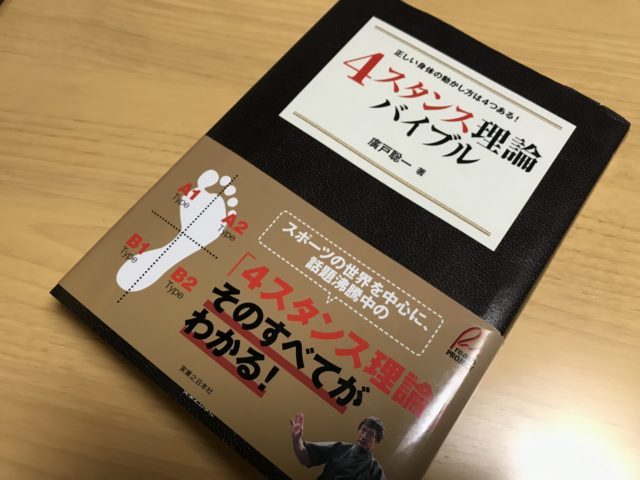 正しい身体の動かし方は4つある!
4スタンス理論
バイブル
廣戸聡一 著
A1
Type
A2
Type
B1
Type
B2
Type
スポーツの世界を中心に、
話題沸騰中の
「4スタンス理論」
そのすべてが
わかる!
実業之日本社
PROJECT